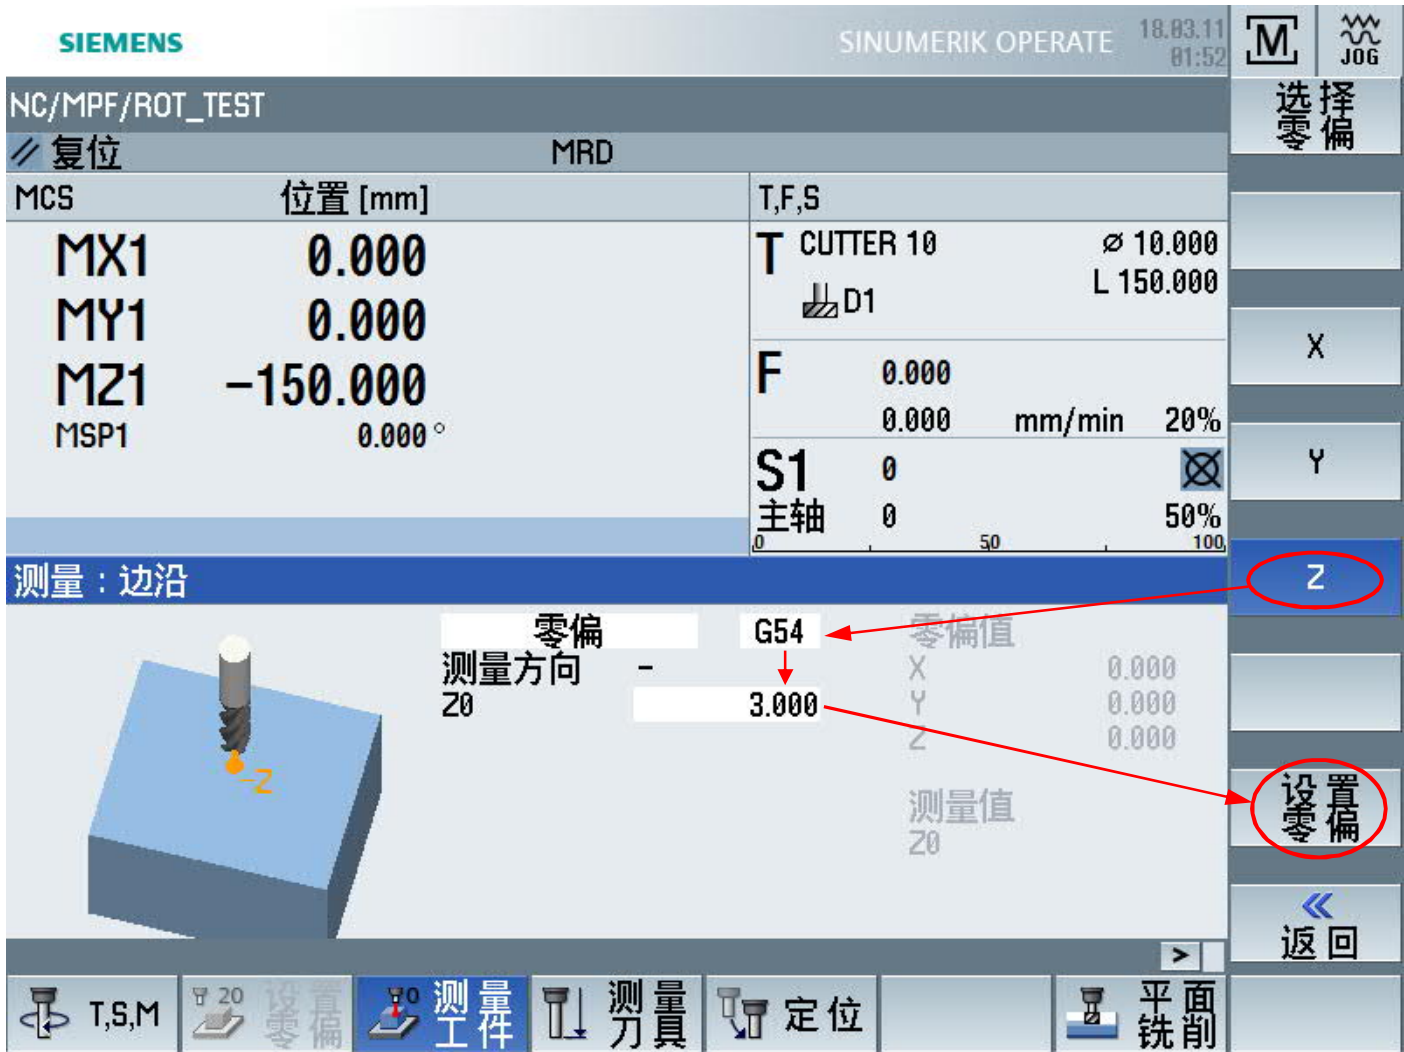 SIEMENS
SINUMERIK OPERATE
18.03.11
01:52
M
JOG
NC/MPF/ROT_TEST
选择
零偏
复位
MRD
MCS 位置 [mm]
T,F,S
MX1 0.000
MY1 0.000
MZ1 -150.000
MSP1 0.000°
T CUTTER 10 ⌀ 10.000
L 150.000
D1
F 0.000
0.000 mm/min 20%
S1 0
主轴 0 50%
0 50 100
X
Y
Z
测量：边沿
零偏 G54 零偏值
测量方向 - X 0.000
Z0 3.000 Y 0.000
Z 0.000
-Z
测量值
Z0
设置
零偏
«
返回
>
T,S,M
20 设置
零偏
0 测量
工件
测量
刀具
定位
平面
铣削